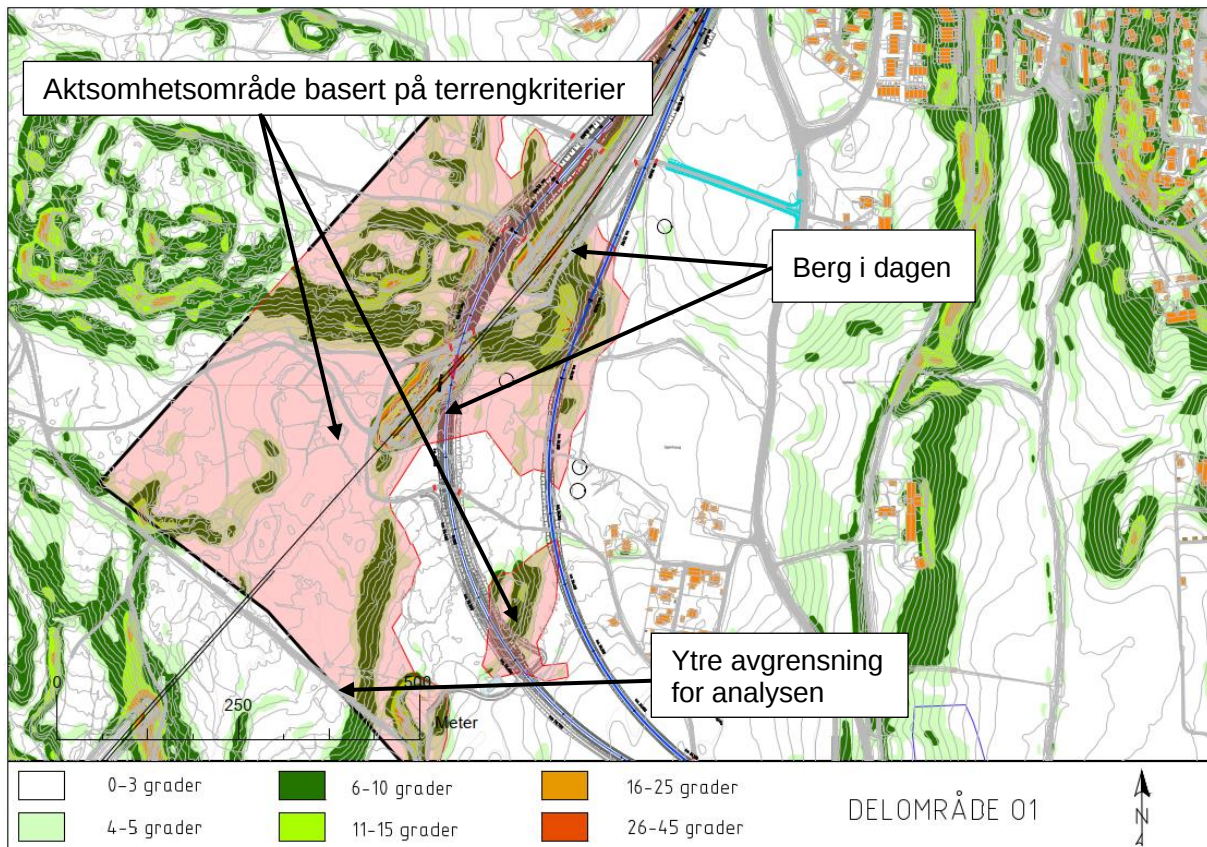 Aktsomhetsområde basert på terrengkriterier
Berg i dagen
Ytre avgrensning
for analysen
0
250
500
Meter
0-3 grader
6-10 grader
16-25 grader
4-5 grader
11-15 grader
26-45 grader
DELOMRÅDE 01
N